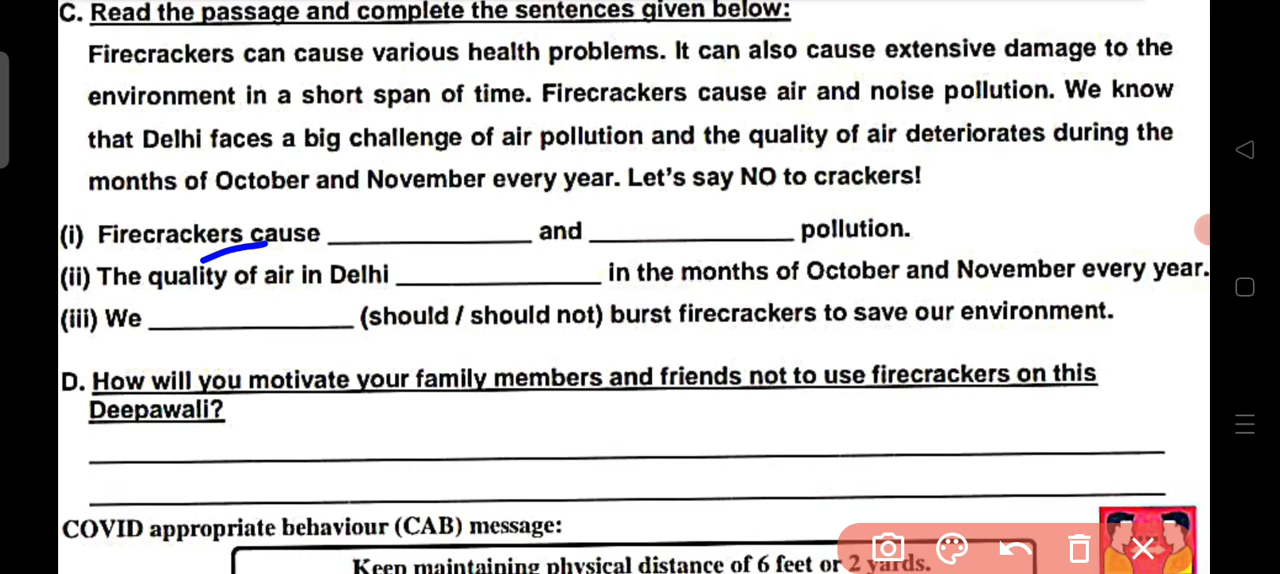 C. Read the passage and complete the sentences given below:
Firecrackers can cause various health problems. It can also cause extensive damage to the
environment in a short span of time. Firecrackers cause air and noise pollution. We know
that Delhi faces a big challenge of air pollution and the quality of air deteriorates during the
months of October and November every year. Let's say NO to crackers!
(i) Firecrackers cause ______________ and ______________ pollution.
(ii) The quality of air in Delhi ______________ in the months of October and November every year.
(iii) We ______________ (should / should not) burst firecrackers to save our environment.
D. How will you motivate your family members and friends not to use firecrackers on this
Deepawali?
COVID appropriate behaviour (CAB) message:
Keep maintaining physical distance of 6 feet or 2 yards.